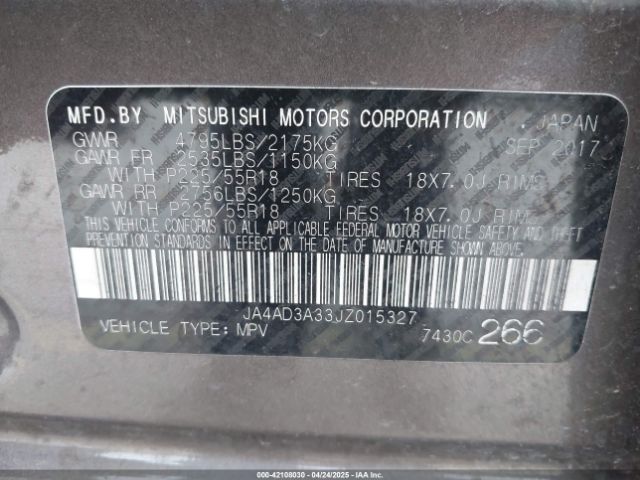 MFD.BY MITSUBISHI MOTORS CORPORATION . JAPAN
GVWR 4795LBS/2175KG SEP 2017
GAWR FR 2535LBS/1150KG
WITH P225/55R18 TIRES 18X7.0J RIMS
GAWR RR 2756LBS/1250KG
WITH P225/55R18 TIRES 18X7.0J RIMS
THIS VEHICLE CONFORMS TO ALL APPLICABLE FEDERAL MOTOR VEHICLE SAFETY AND THEFT
PREVENTION STANDARDS IN EFFECT ON THE DATE OF MANUFACTURE SHOWN ABOVE.
JA4AD3A33JZ015327
VEHICLE TYPE: MPV 7430C 266
000-42108030 - 04/24/2025 - IAAI.COM